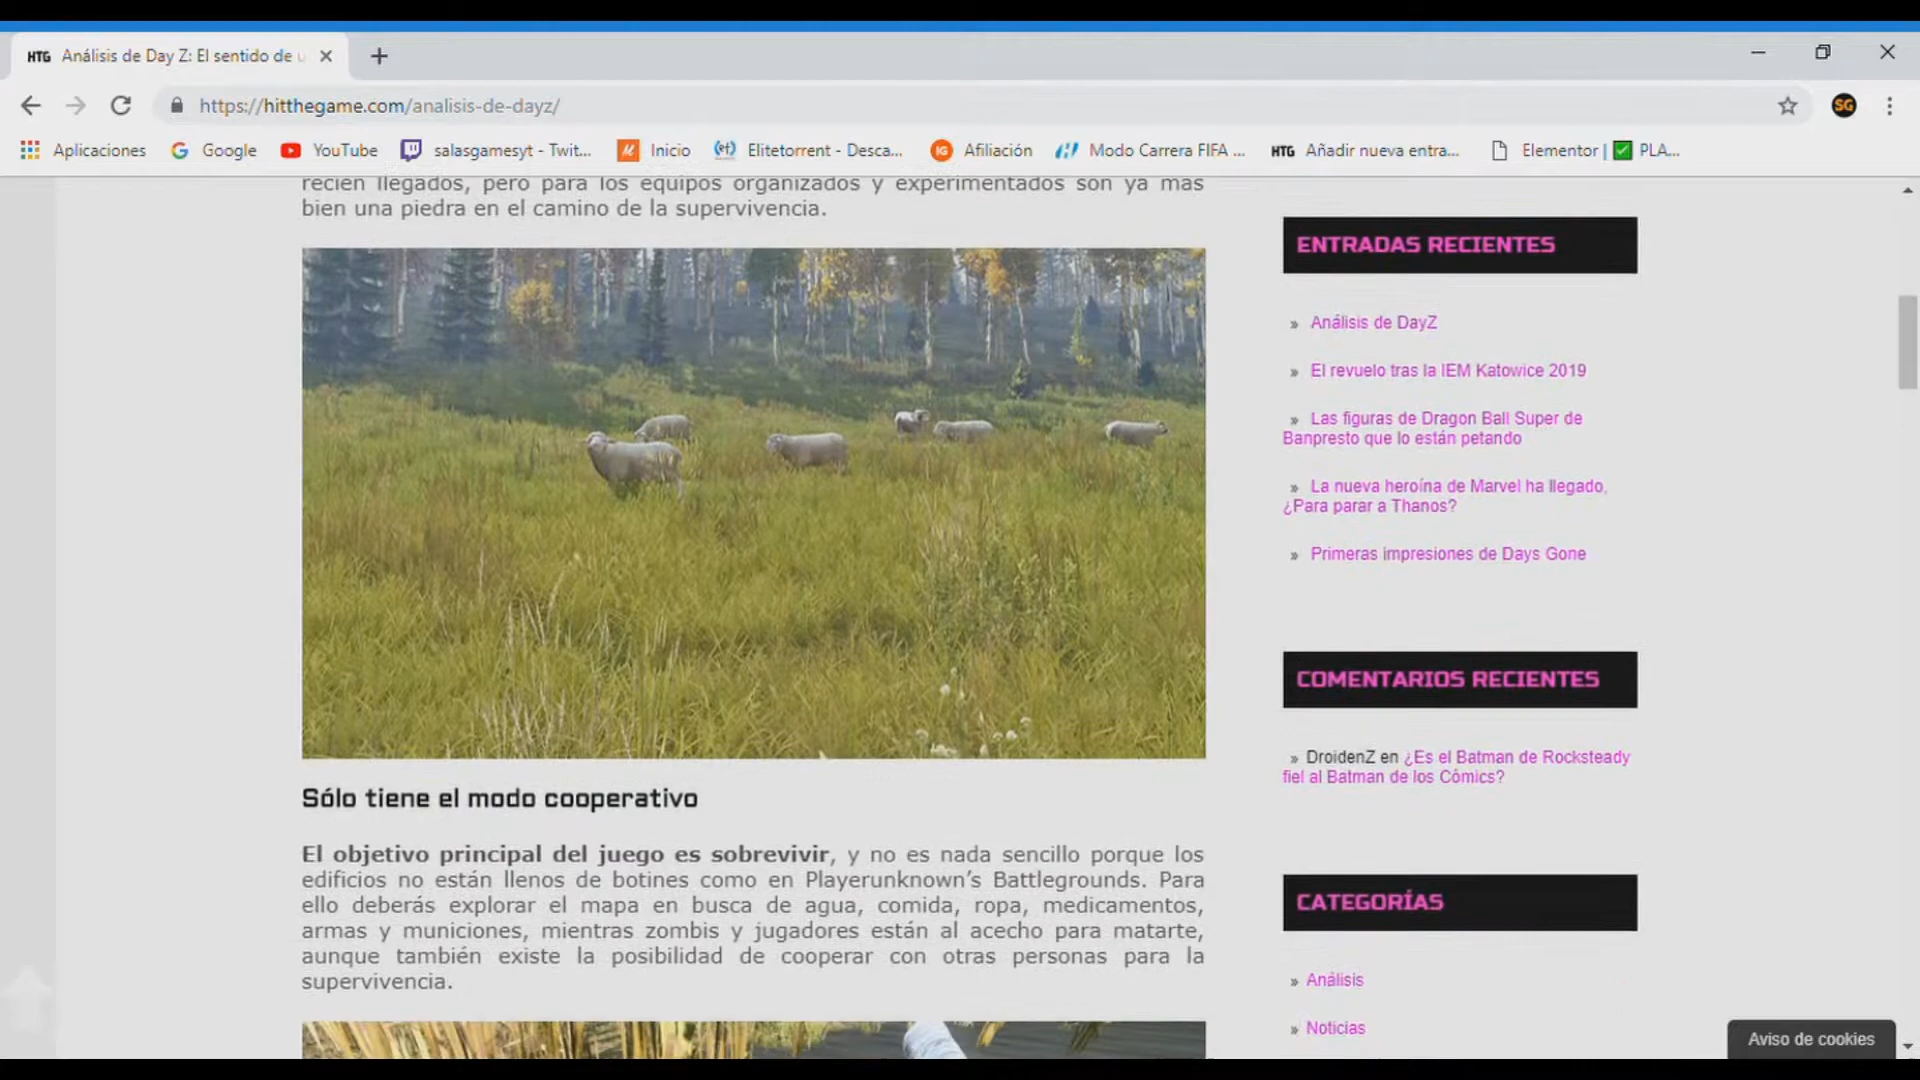 HTG Análisis de Day Z: El sentido de
https://hitthegame.com/analisis-de-dayz/
SG
Aplicaciones Google YouTube salasgamesyt - Twit... Inicio Elitetorrent - Desca... IG Afiliación Modo Carrera FIFA ... HTG Añadir nueva entra... Elementor | ✅ PLA...
recién llegados, pero para los equipos organizados y experimentados son ya más
bien una piedra en el camino de la supervivencia.
Sólo tiene el modo cooperativo
El objetivo principal del juego es sobrevivir, y no es nada sencillo porque los
edificios no están llenos de botines como en Playerunknown's Battlegrounds. Para
ello deberás explorar el mapa en busca de agua, comida, ropa, medicamentos,
armas y municiones, mientras zombis y jugadores están al acecho para matarte,
aunque también existe la posibilidad de cooperar con otras personas para la
supervivencia.
ENTRADAS RECIENTES
» Análisis de DayZ
» El revuelo tras la IEM Katowice 2019
» Las figuras de Dragon Ball Super de
Banpresto que lo están petando
» La nueva heroína de Marvel ha llegado,
¿Para parar a Thanos?
» Primeras impresiones de Days Gone
COMENTARIOS RECIENTES
» DroidenZ en ¿Es el Batman de Rocksteady
fiel al Batman de los Cómics?
CATEGORÍAS
» Análisis
» Noticias
Aviso de cookies